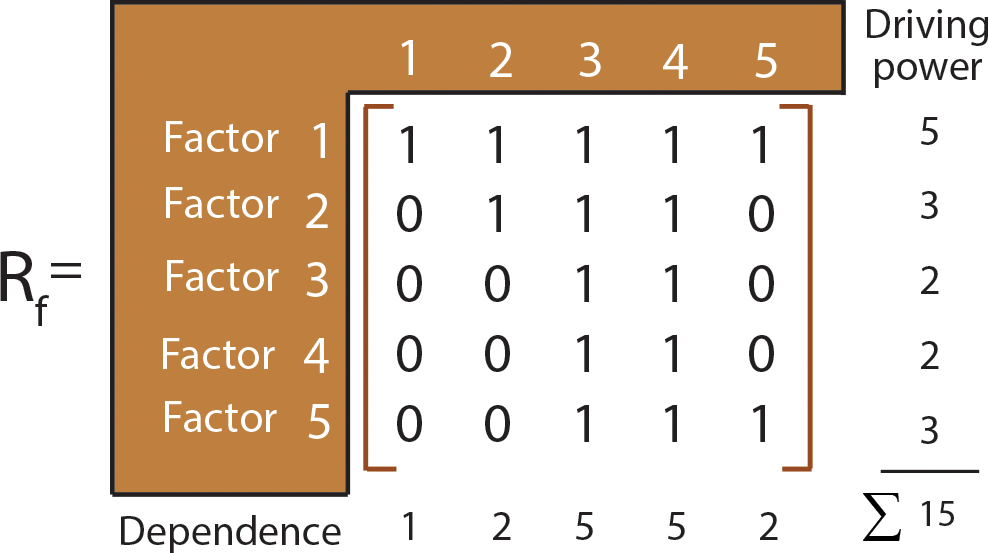 Driving
power
1 2 3 4 5
Factor 1 1 1 1 1 1 5
Factor 2 0 1 1 1 0 3
Factor 3 0 0 1 1 0 2
R_f = Factor 4 0 0 1 1 0 2
Factor 5 0 0 1 1 1 3
Dependence 1 2 5 5 2 ∑ 15